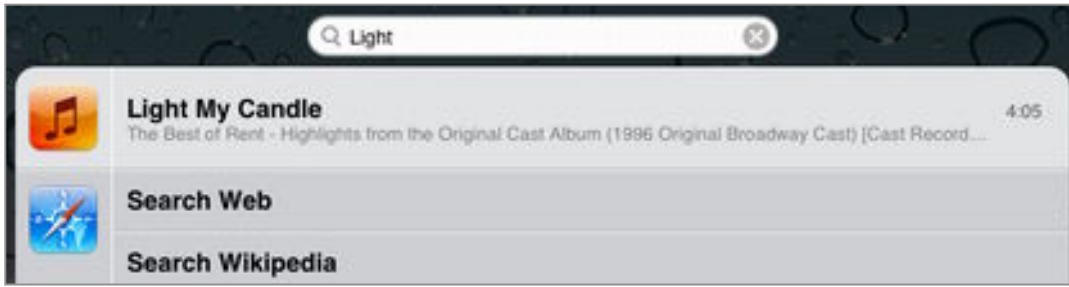 Light
Light My Candle
4:05
The Best of Rent - Highlights from the Original Cast Album (1996 Original Broadway Cast) [Cast Record...
Search Web
Search Wikipedia